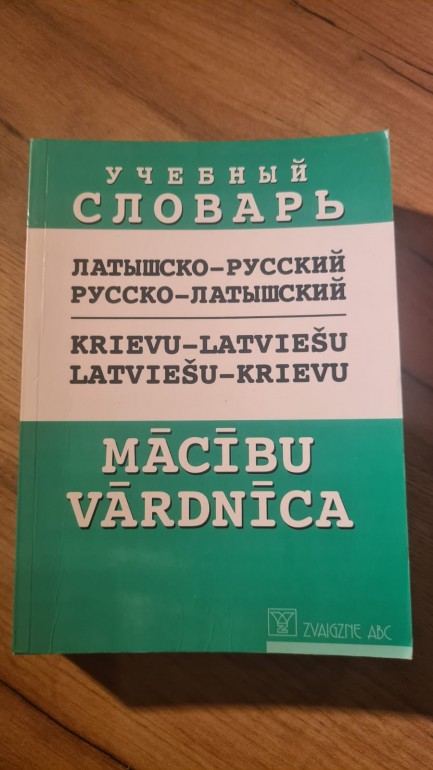 УЧЕБНЫЙ
СЛОВАРЬ
ЛАТЫШСКО-РУССКИЙ
РУССКО-ЛАТЫШСКИЙ
KRIEVU-LATVIEŠU
LATVIEŠU-KRIEVU
MĀCĪBU
VĀRDNĪCA
ZVAIGZNE ABC